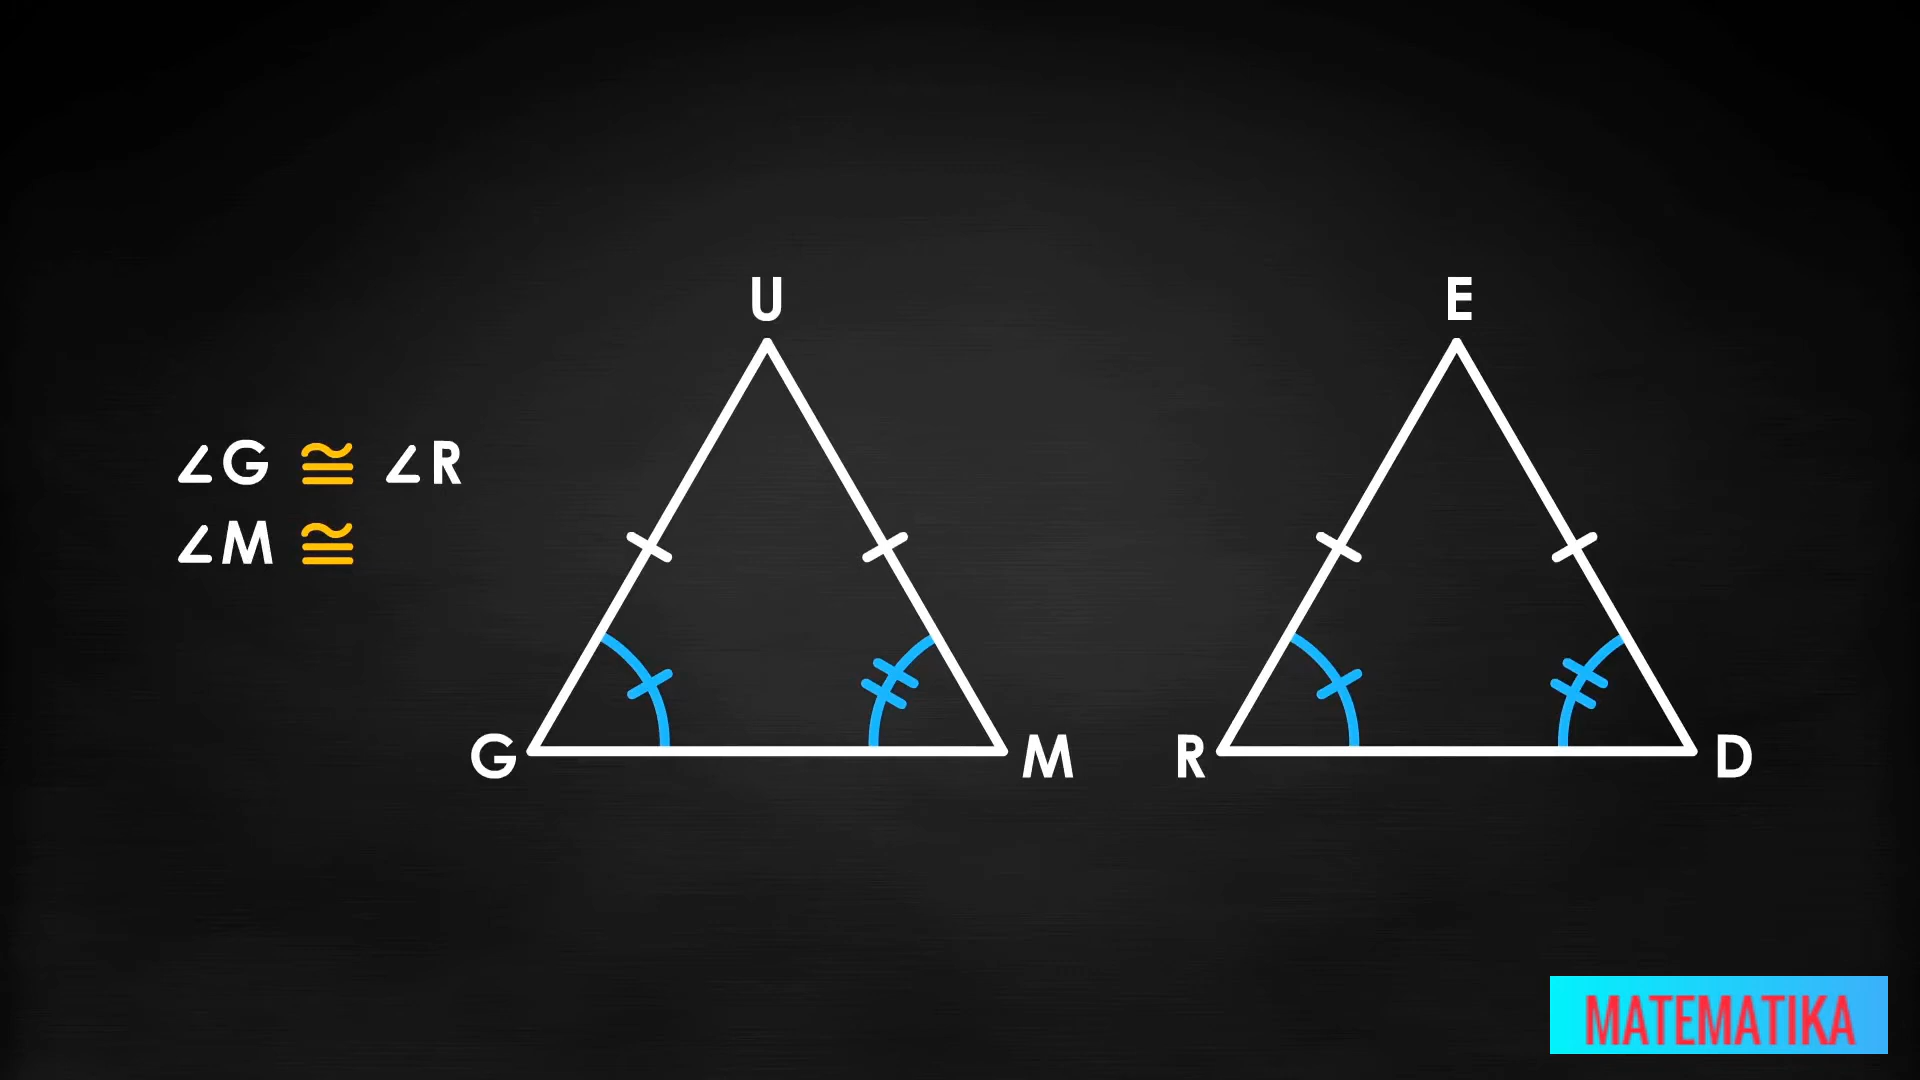 U
E
∠G ≅ ∠R
∠M ≅
G
M
R
D
MATEMATIKA